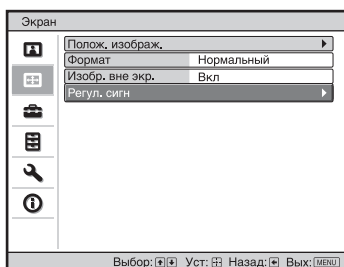 Экран
Полож. изображ.
Формат Нормальный
Изобр. вне экр. Вкл
Регул. сигн
Выбор: Уст: Назад: Вых: MENU